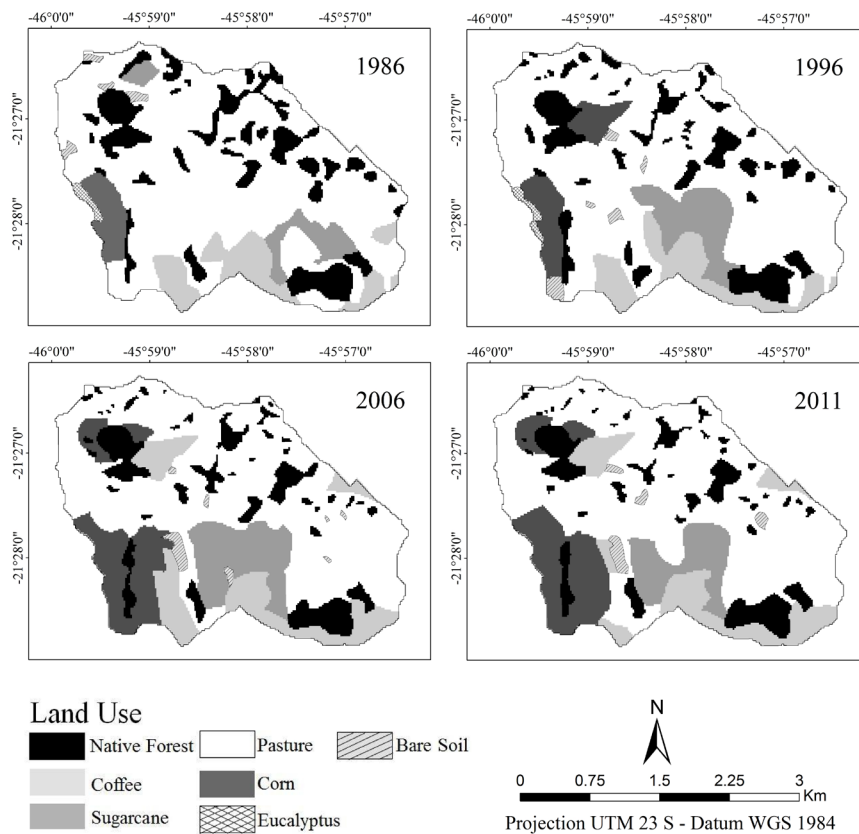 -46°0'0" -45°59'0" -45°58'0" -45°57'0"
-46°0'0" -45°59'0" -45°58'0" -45°57'0"
1986
1996
-21°27'0"
-21°28'0"
-21°27'0"
-21°28'0"
-46°0'0" -45°59'0" -45°58'0" -45°57'0"
-46°0'0" -45°59'0" -45°58'0" -45°57'0"
2006
2011
-21°27'0"
-21°28'0"
-21°27'0"
-21°28'0"
Land Use
Native Forest Pasture Bare Soil
Coffee Corn
Sugarcane Eucalyptus
N
0 0.75 1.5 2.25 3
Km
Projection UTM 23 S - Datum WGS 1984